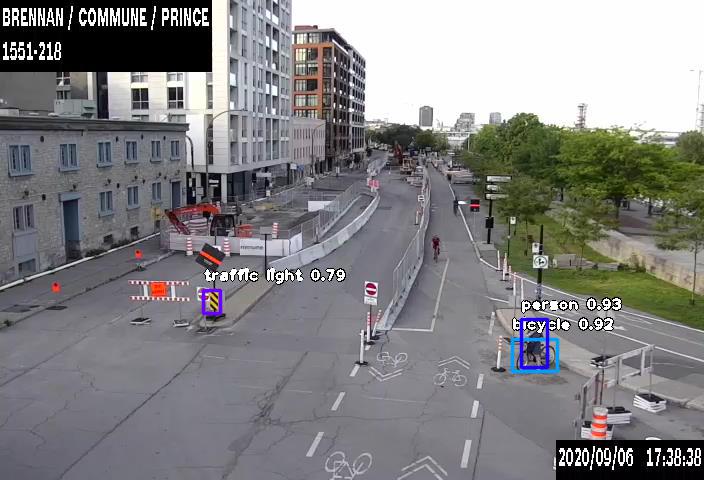 BRENNAN / COMMUNE / PRINCE
1551-218
traffic light 0.79
person 0.93
bicycle 0.92
2020/09/06 17:38:38